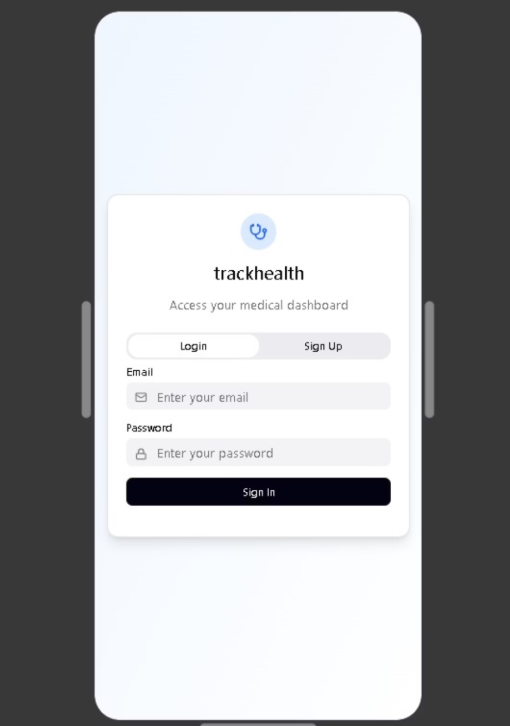 trackhealth
Access your medical dashboard
Login Sign Up
Email
Enter your email
Password
Enter your password
Sign In